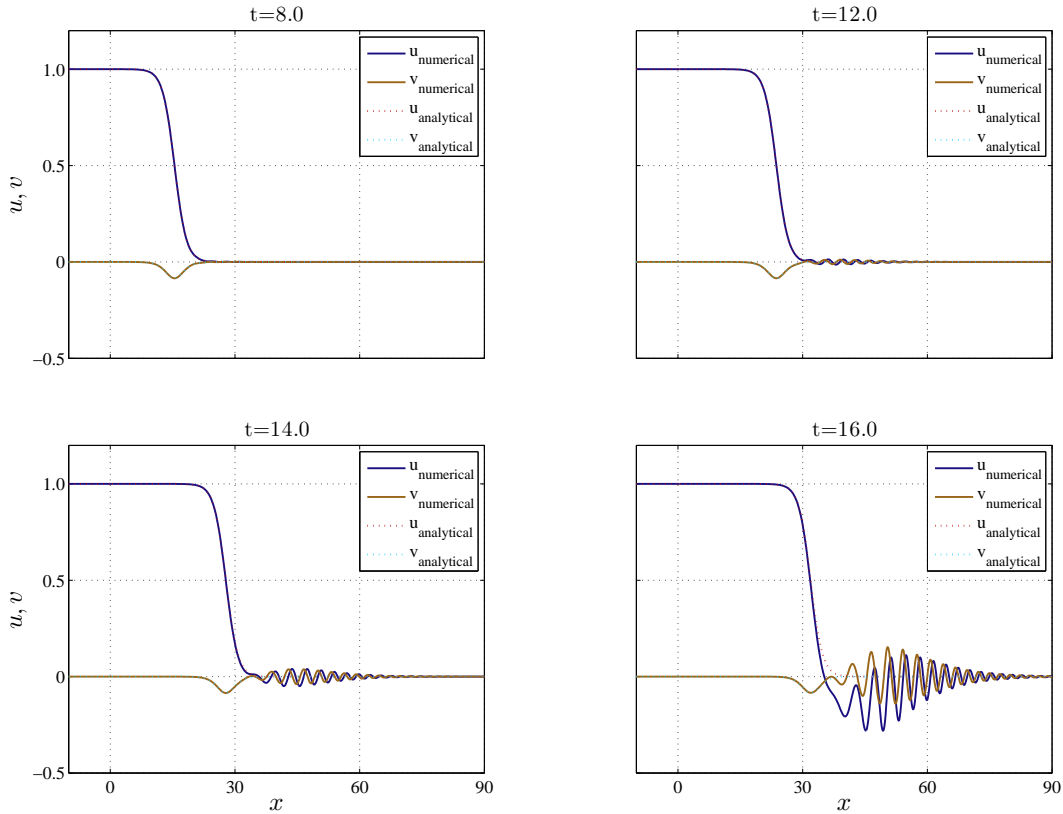 t=8.0
1.0
0.5
0
−0.5
u, v
u_numerical
v_numerical
u_analytical
v_analytical
t=12.0
u_numerical
v_numerical
u_analytical
v_analytical
t=14.0
1.0
0.5
0
−0.5
u, v
u_numerical
v_numerical
u_analytical
v_analytical
0 30 60 90
x
t=16.0
u_numerical
v_numerical
u_analytical
v_analytical
0 30 60 90
x